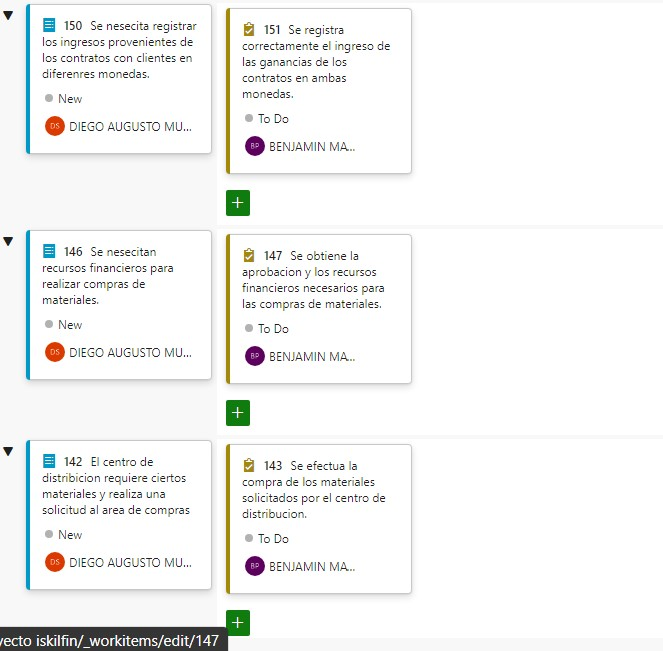 150 Se nesecita registrar
los ingresos provenientes de
los contratos con clientes en
diferenres monedas.
New
DS DIEGO AUGUSTO MU...
151 Se registra
correctamente el ingreso de
las ganancias de los
contratos en ambas
monedas.
To Do
BP BENJAMIN MA...
146 Se nesecitan
recursos financieros para
realizar compras de
materiales.
New
DS DIEGO AUGUSTO MU...
147 Se obtiene la
aprobacion y los recursos
financieros necesarios para
las compras de materiales.
To Do
BP BENJAMIN MA...
142 El centro de
distribicion requiere ciertos
materiales y realiza una
solicitud al area de compras
New
DS DIEGO AUGUSTO MU...
143 Se efectua la
compra de los materiales
solicitados por el centro de
distribucion.
To Do
BP BENJAMIN MA...
yecto iskilfin/_workitems/edit/147